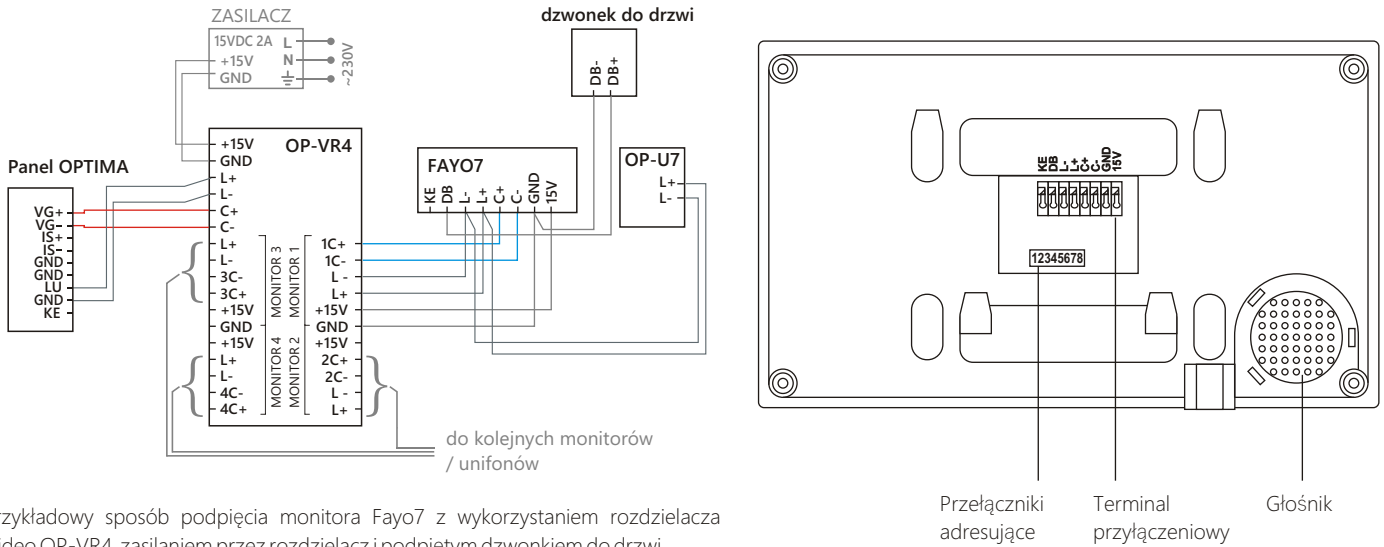 ZASILACZ
15VDC 2A
L
+15V
N
GND
~230V
dzwonek do drzwi
DB-
DB+
Panel OPTIMA
VG+
VG-
IS+
IS-
GND
GND
LU
GND
KE
OP-VR4
+15V
GND
L+
L-
C+
C-
L+
L-
3C-
3C+
+15V
GND
+15V
L+
L-
4C-
4C+
MONITOR 3
MONITOR 1
MONITOR 4
MONITOR 2
1C+
1C-
L -
L+
+15V
GND
+15V
2C+
2C-
L -
L+
FAYO7
KE
DB
L-
L+
C+
C-
GND
15V
OP-U7
L+
L-
do kolejnych monitorów
/ unifonów
rzykładowy sposób podpięcia monitora Fayo7 z wykorzystaniem rozdzielacza
ideo OP-VR4, zasilaniem przez rozdzielacz i podpiętym dzwonkiem do drzwi
KE
DB
L-
L+
C+
C-
GND
15V
12345678
Przełączniki
adresujące
Terminal
przyłączeniowy
Głośnik